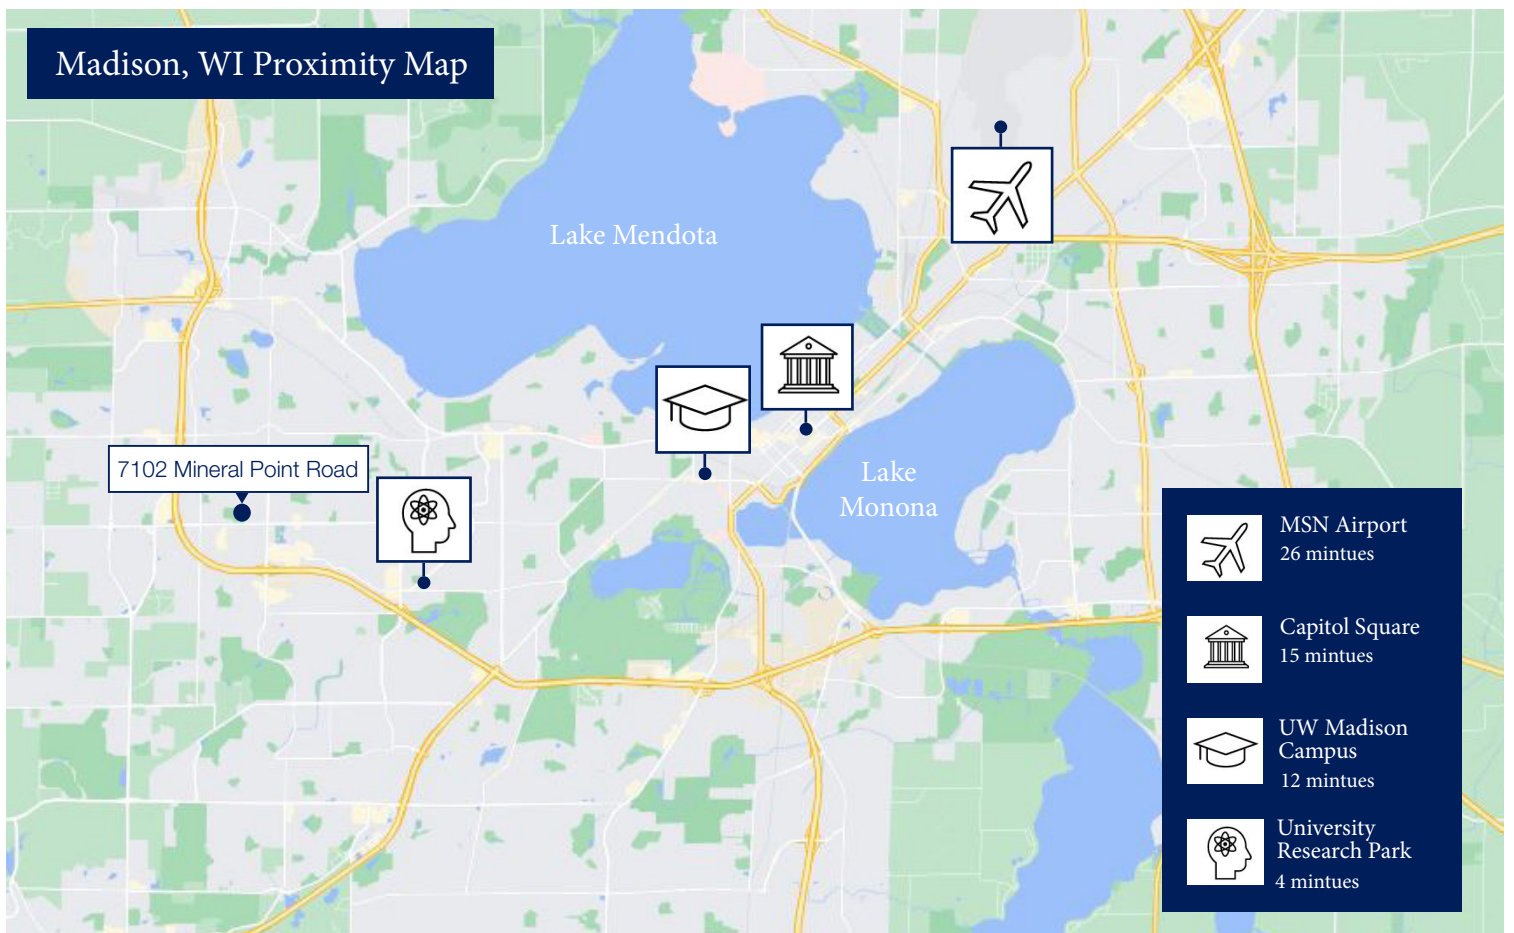 Madison, WI Proximity Map
Lake Mendota
7102 Mineral Point Road
Lake
Monona
MSN Airport
26 mintues
Capitol Square
15 mintues
UW Madison
Campus
12 mintues
University
Research Park
4 mintues